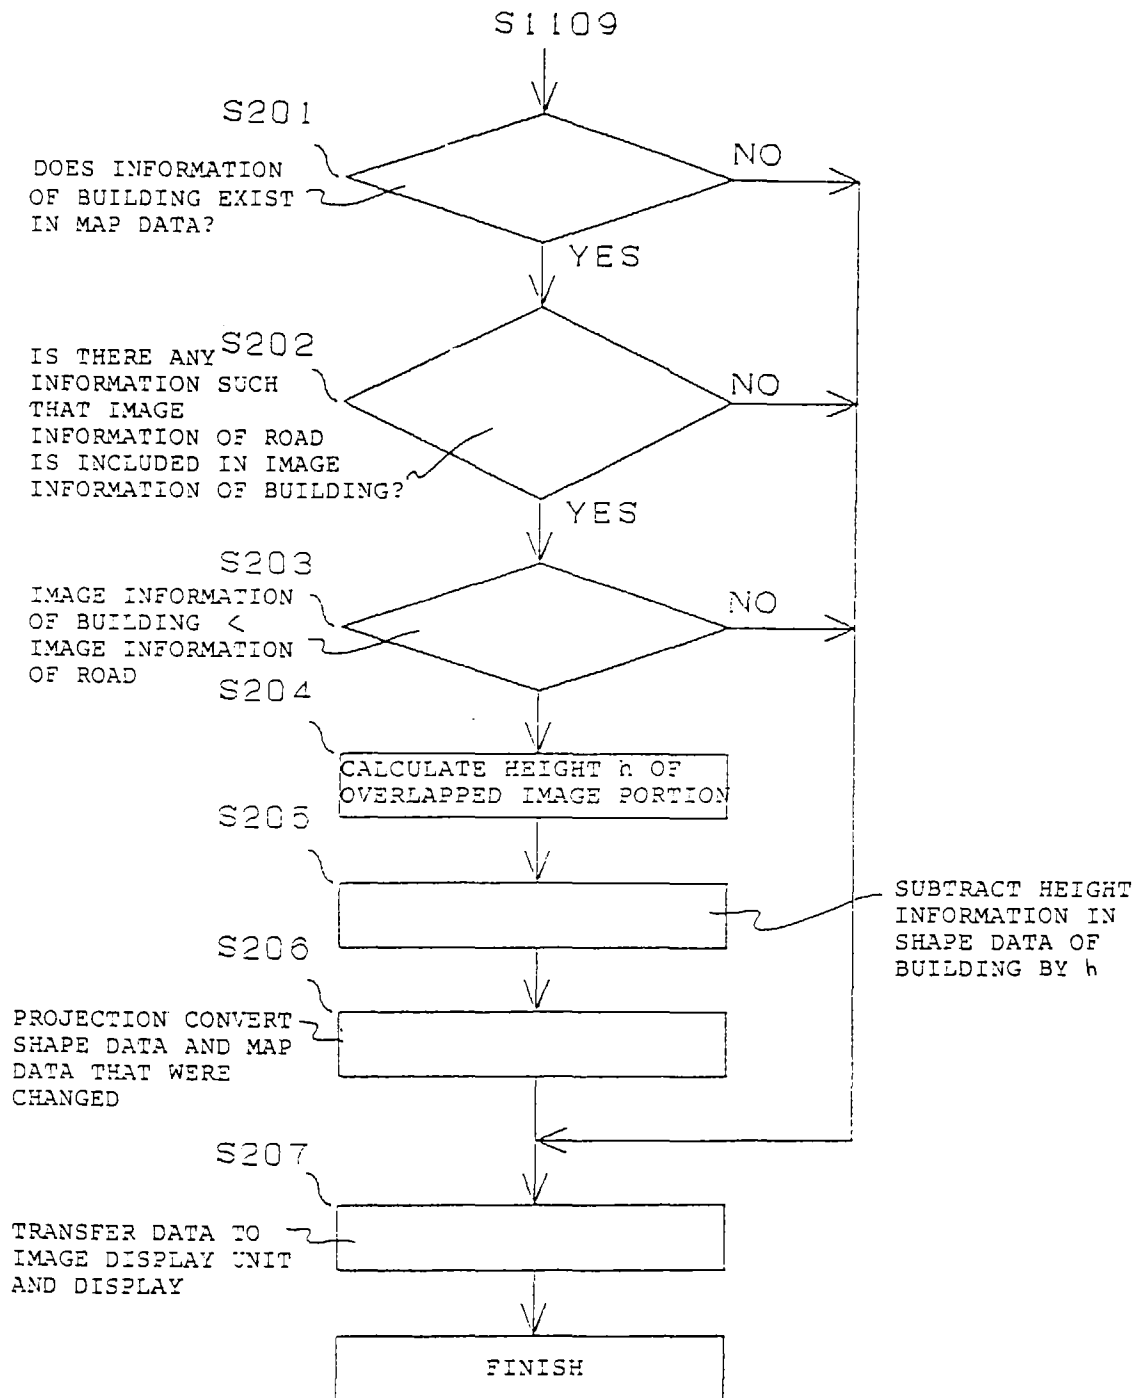 S1109
S201
DOES INFORMATION
OF BUILDING EXIST
IN MAP DATA?
NO
YES
S202
IS THERE ANY
INFORMATION SUCH
THAT IMAGE
INFORMATION OF ROAD
IS INCLUDED IN IMAGE
INFORMATION OF BUILDING?
NO
YES
S203
IMAGE INFORMATION
OF BUILDING <
IMAGE INFORMATION
OF ROAD
NO
S204
CALCULATE HEIGHT h OF
OVERLAPPED IMAGE PORTION
S205
SUBTRACT HEIGHT
INFORMATION IN
SHAPE DATA OF
BUILDING BY h
S206
PROJECTION CONVERT
SHAPE DATA AND MAP
DATA THAT WERE
CHANGED
S207
TRANSFER DATA TO
IMAGE DISPLAY UNIT
AND DISPLAY
FINISH